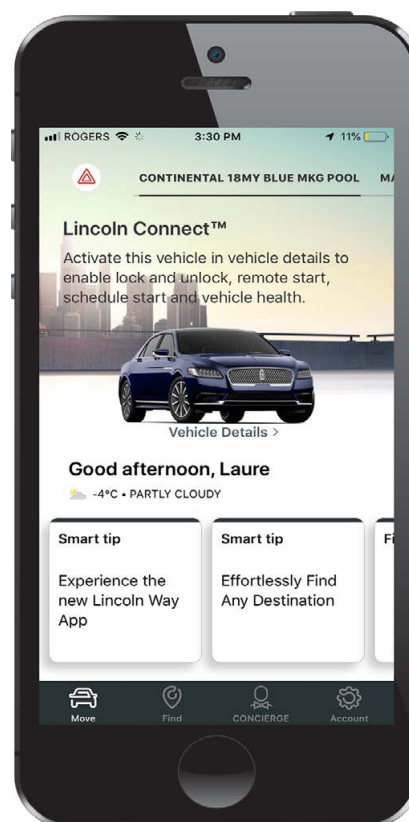 ROGERS 3:30 PM 11%
CONTINENTAL 18MY BLUE MKG POOL MA
Lincoln Connect™
Activate this vehicle in vehicle details to
enable lock and unlock, remote start,
schedule start and vehicle health.
Vehicle Details >
Good afternoon, Laure
-4°C • PARTLY CLOUDY
Smart tip
Experience the
new Lincoln Way
App
Smart tip
Effortlessly Find
Any Destination
Fi
Move Find CONCIERGE Account